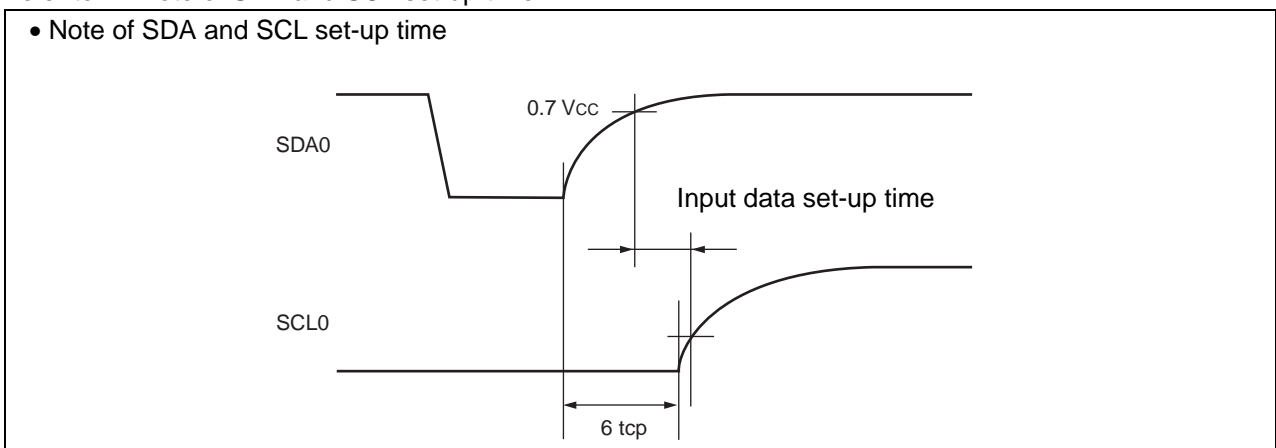 • Note of SDA and SCL set-up time
0.7 VCC
SDA0
Input data set-up time
SCL0
6 tcp